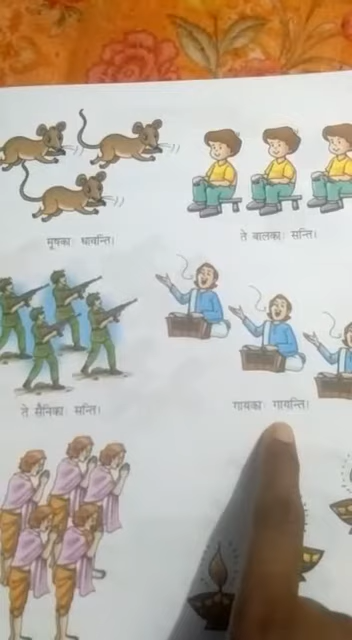 मूषकाः धावन्ति।
ते बालकाः सन्ति।
ते सैनिकाः सन्ति।
गायकाः गायन्ति।